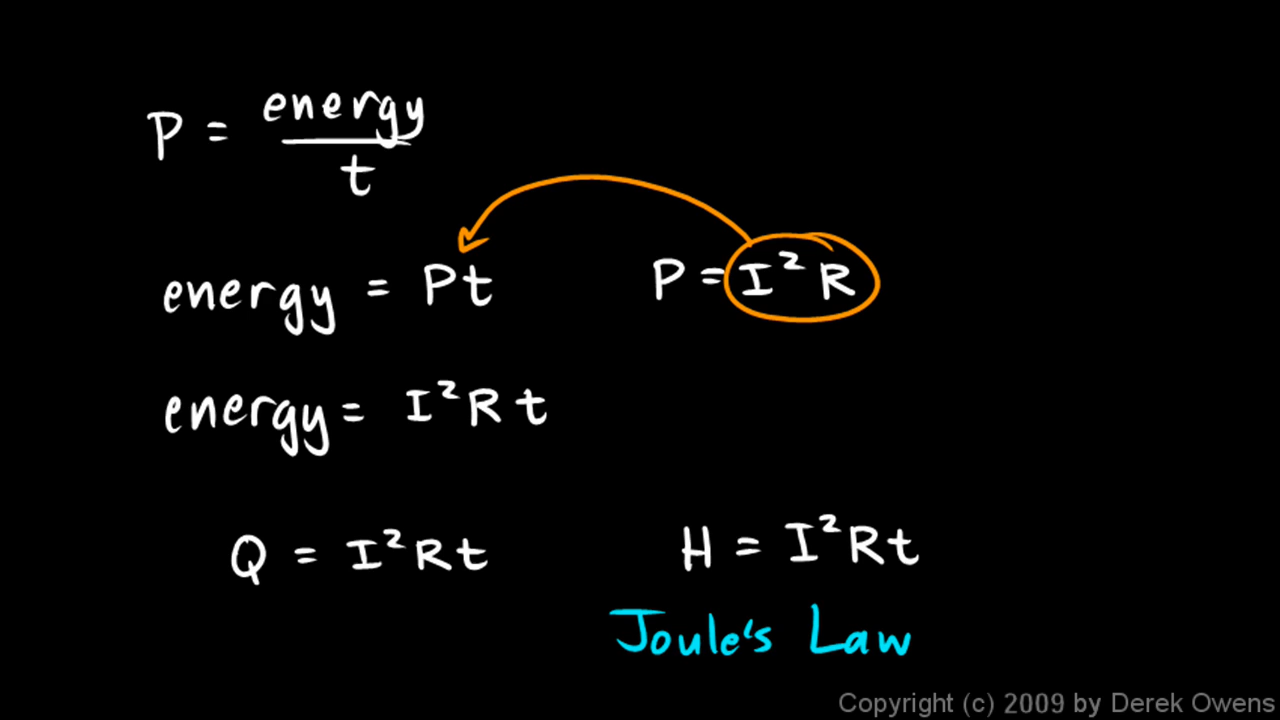 P = energy / t
energy = Pt    P = I²R
energy = I²Rt
Q = I²Rt    H = I²Rt
Joule's Law
Copyright (c) 2009 by Derek Owens